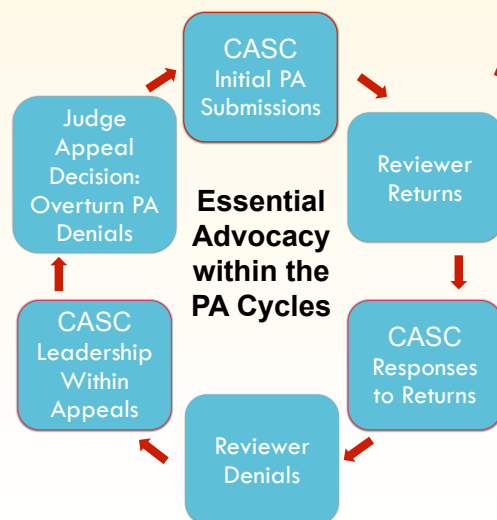 CASC
Initial PA
Submissions
Reviewer
Returns
CASC
Responses
to Returns
Reviewer
Denials
CASC
Leadership
Within
Appeals
Judge
Appeal
Decision:
Overturn PA
Denials
Essential
Advocacy
within the
PA Cycles